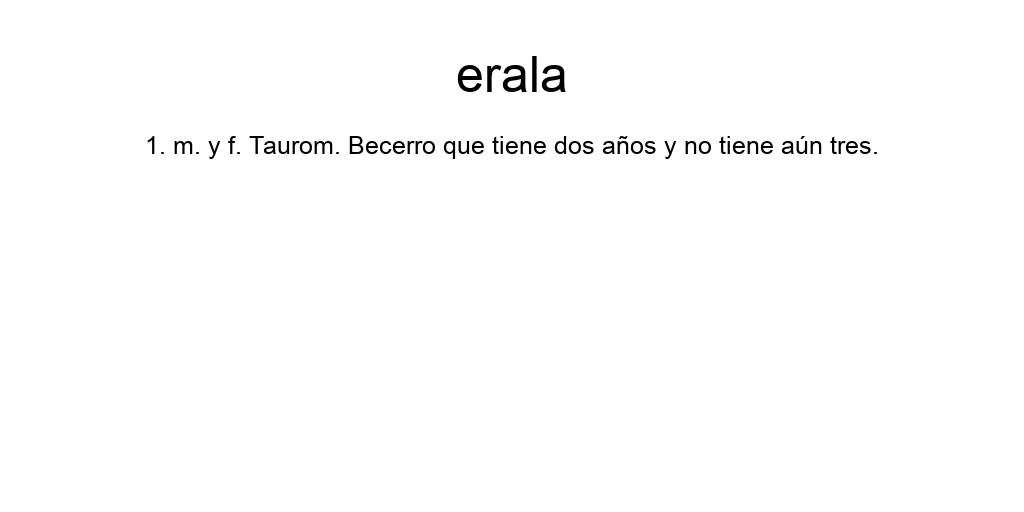 erala
1. m. y f. Taurom. Becerro que tiene dos años y no tiene aún tres.